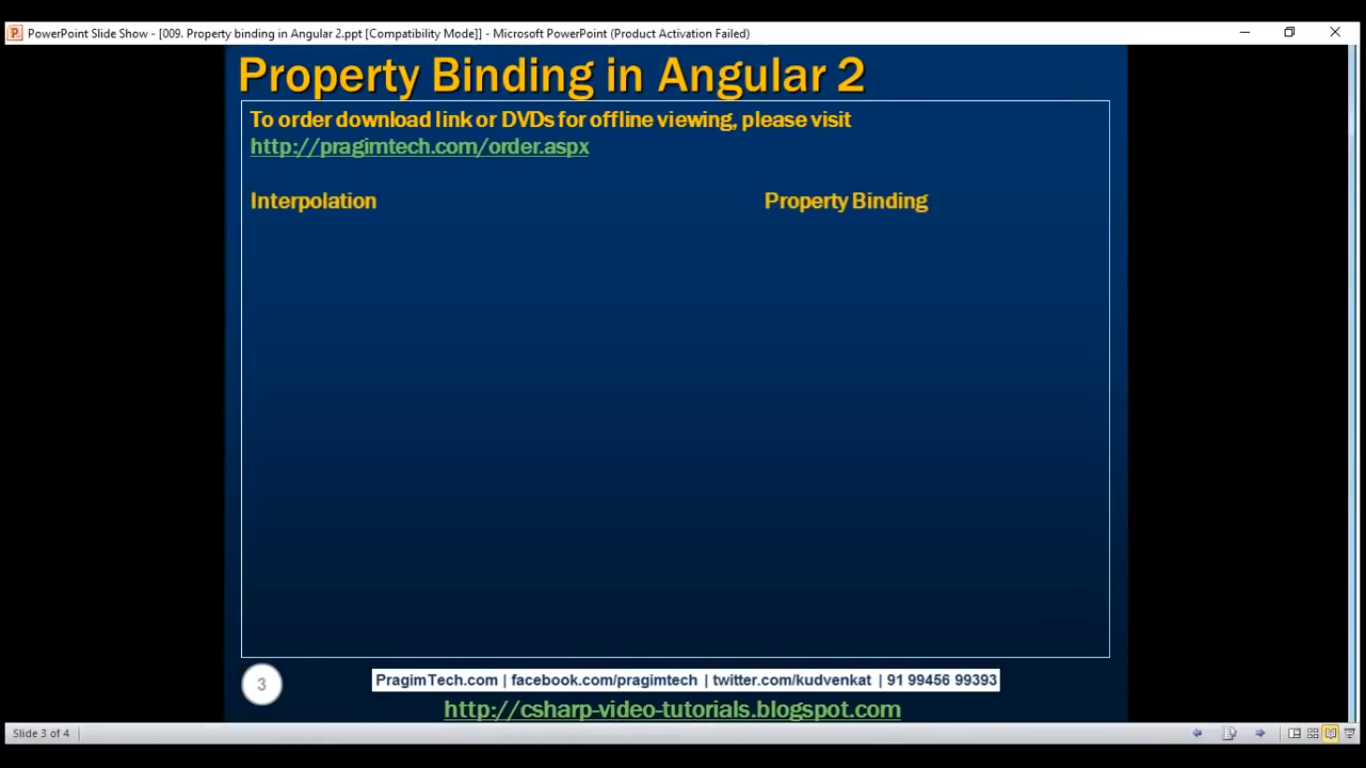 PowerPoint Slide Show - [009. Property binding in Angular 2.ppt [Compatibility Mode]] - Microsoft PowerPoint (Product Activation Failed)
Property Binding in Angular 2
To order download link or DVDs for offline viewing, please visit
http://pragimtech.com/order.aspx
Interpolation Property Binding
3
PragimTech.com | facebook.com/pragimtech | twitter.com/kudvenkat | 91 99456 99393
http://csharp-video-tutorials.blogspot.com
Slide 3 of 4